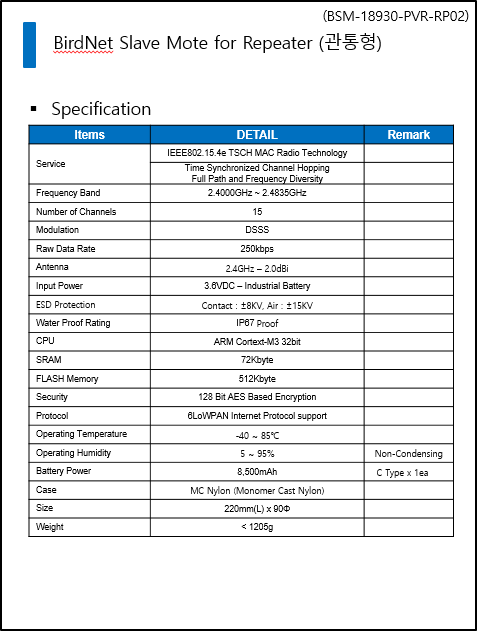 (BSM-18930-PVR-RP02)
BirdNet Slave Mote for Repeater (관통형)
▪ Specification
Items DETAIL Remark
Service IEEE802.15.4e TSCH MAC Radio Technology
Time Synchronized Channel Hopping
Full Path and Frequency Diversity
Frequency Band 2.4000GHz ~ 2.4835GHz
Number of Channels 15
Modulation DSSS
Raw Data Rate 250kbps
Antenna 2.4GHz – 2.0dBi
Input Power 3.6VDC – Industrial Battery
ESD Protection Contact : ±8KV, Air : ±15KV
Water Proof Rating IP67 Proof
CPU ARM Cortext-M3 32bit
SRAM 72Kbyte
FLASH Memory 512Kbyte
Security 128 Bit AES Based Encryption
Protocol 6LoWPAN Internet Protocol support
Operating Temperature -40 ~ 85℃
Operating Humidity 5 ~ 95% Non-Condensing
Battery Power 8,500mAh C Type x 1ea
Case MC Nylon (Monomer Cast Nylon)
Size 220mm(L) x 90Φ
Weight < 1205g